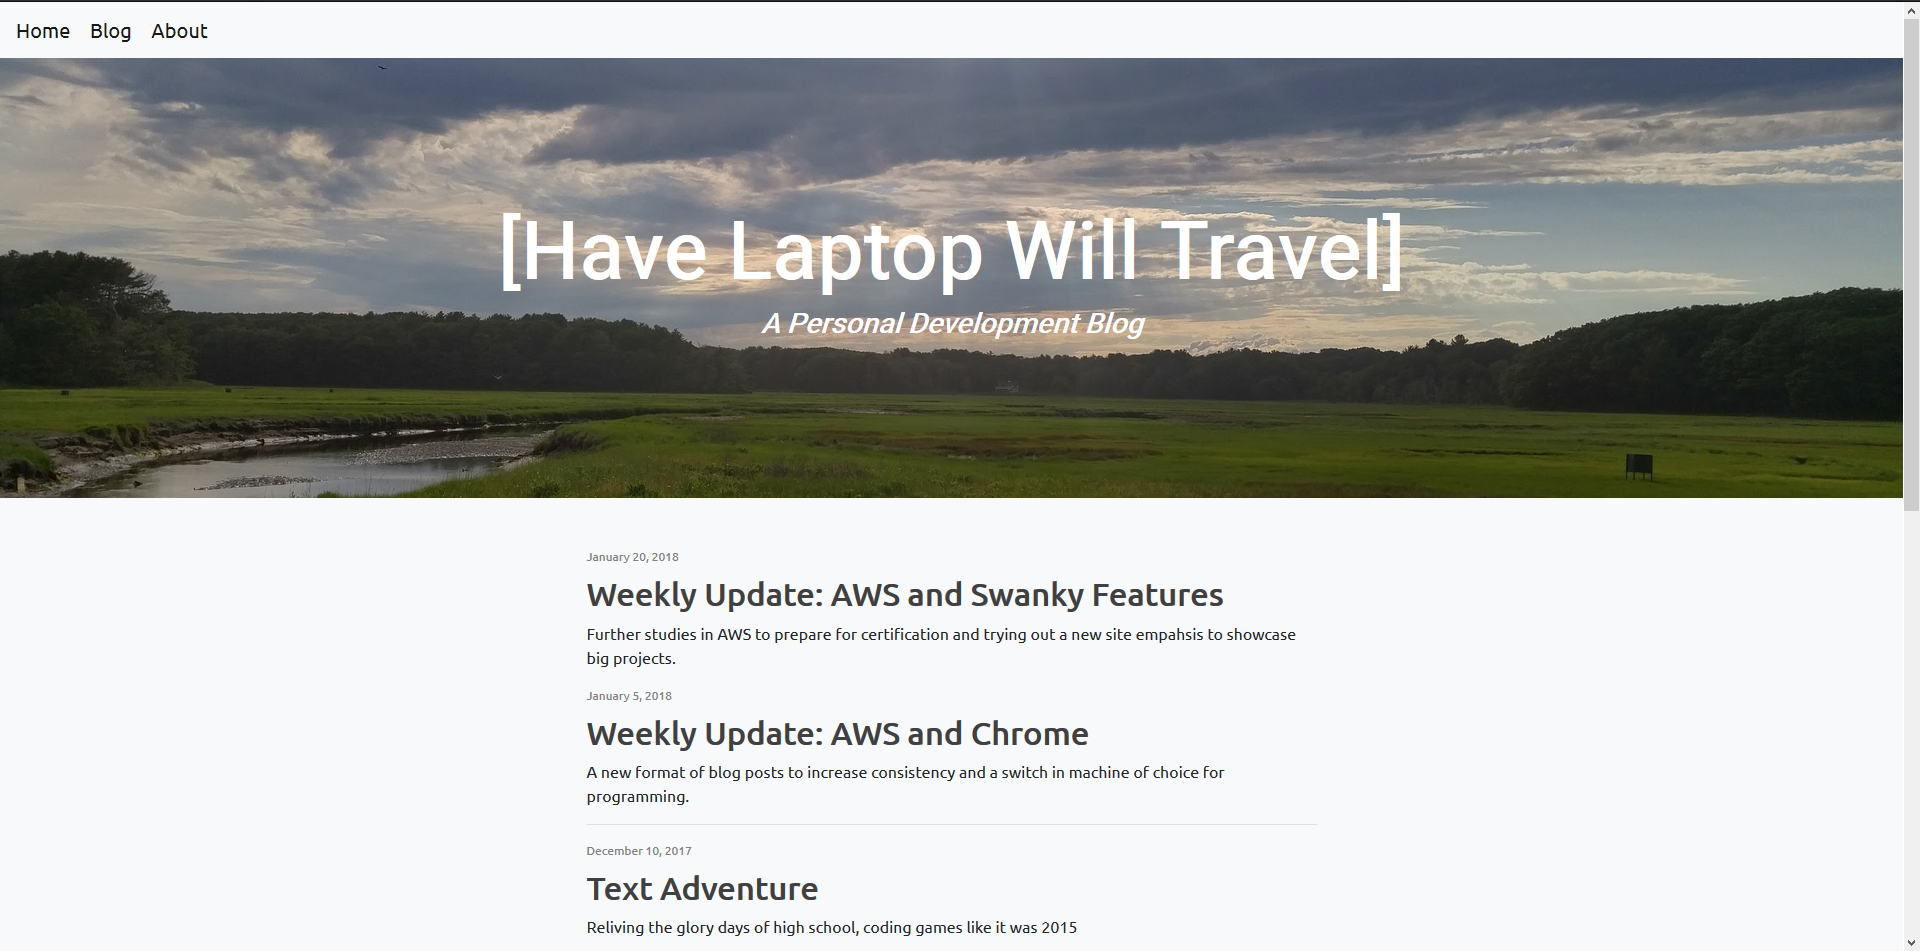 Home Blog About
[Have Laptop Will Travel]
A Personal Development Blog
January 20, 2018
Weekly Update: AWS and Swanky Features
Further studies in AWS to prepare for certification and trying out a new site empahsis to showcase
big projects.
January 5, 2018
Weekly Update: AWS and Chrome
A new format of blog posts to increase consistency and a switch in machine of choice for
programming.
December 10, 2017
Text Adventure
Reliving the glory days of high school, coding games like it was 2015